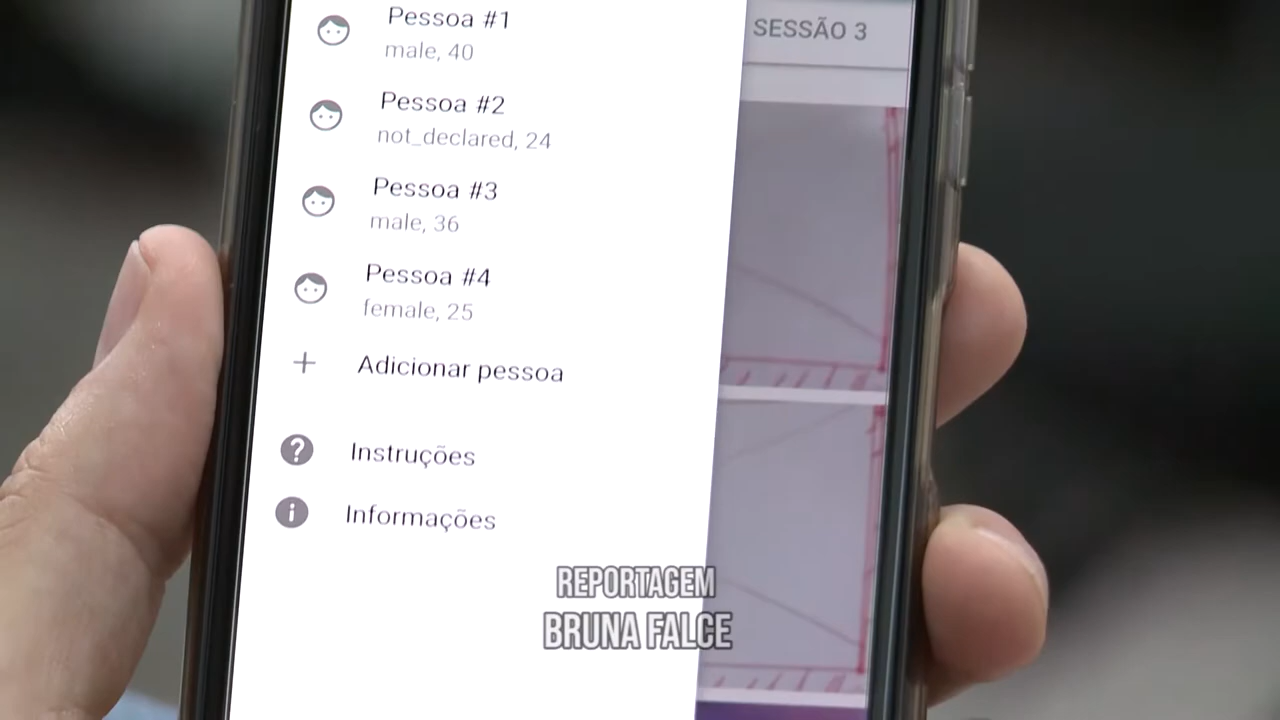 Pessoa #1
male, 40
SESSÃO 3
Pessoa #2
not_declared, 24
Pessoa #3
male, 36
Pessoa #4
female, 25
Adicionar pessoa
Instruções
Informações
REPORTAGEM
BRUNA FALCE